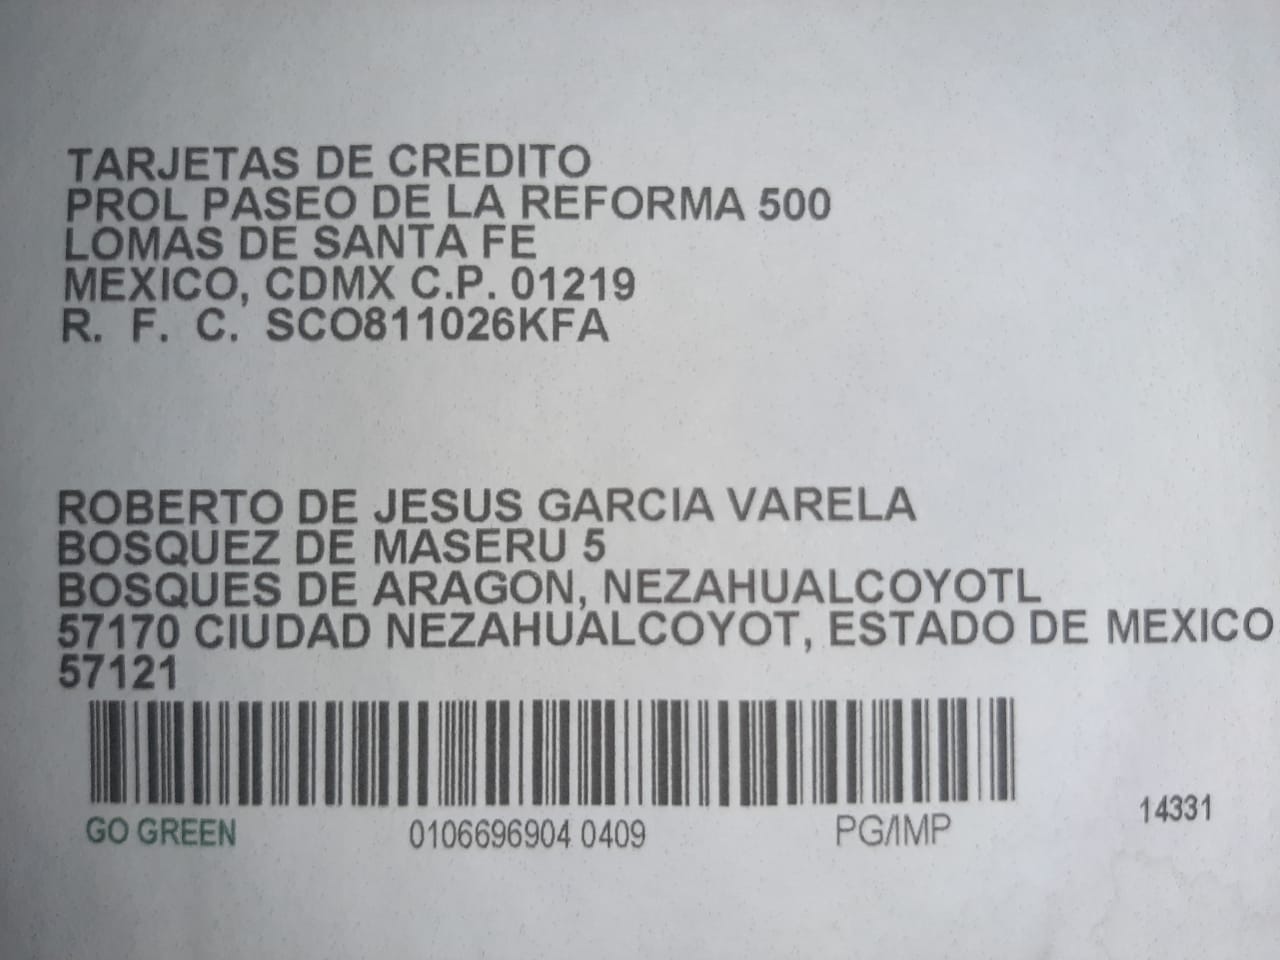 TARJETAS DE CREDITO
PROL PASEO DE LA REFORMA 500
LOMAS DE SANTA FE
MEXICO, CDMX C.P. 01219
R. F. C. SCO811026KFA
ROBERTO DE JESUS GARCIA VARELA
BOSQUEZ DE MASERU 5
BOSQUES DE ARAGON, NEZAHUALCOYOTL
57170 CIUDAD NEZAHUALCOYOT, ESTADO DE MEXICO
57121
GO GREEN 0106696904 0409 PG/IMP 14331